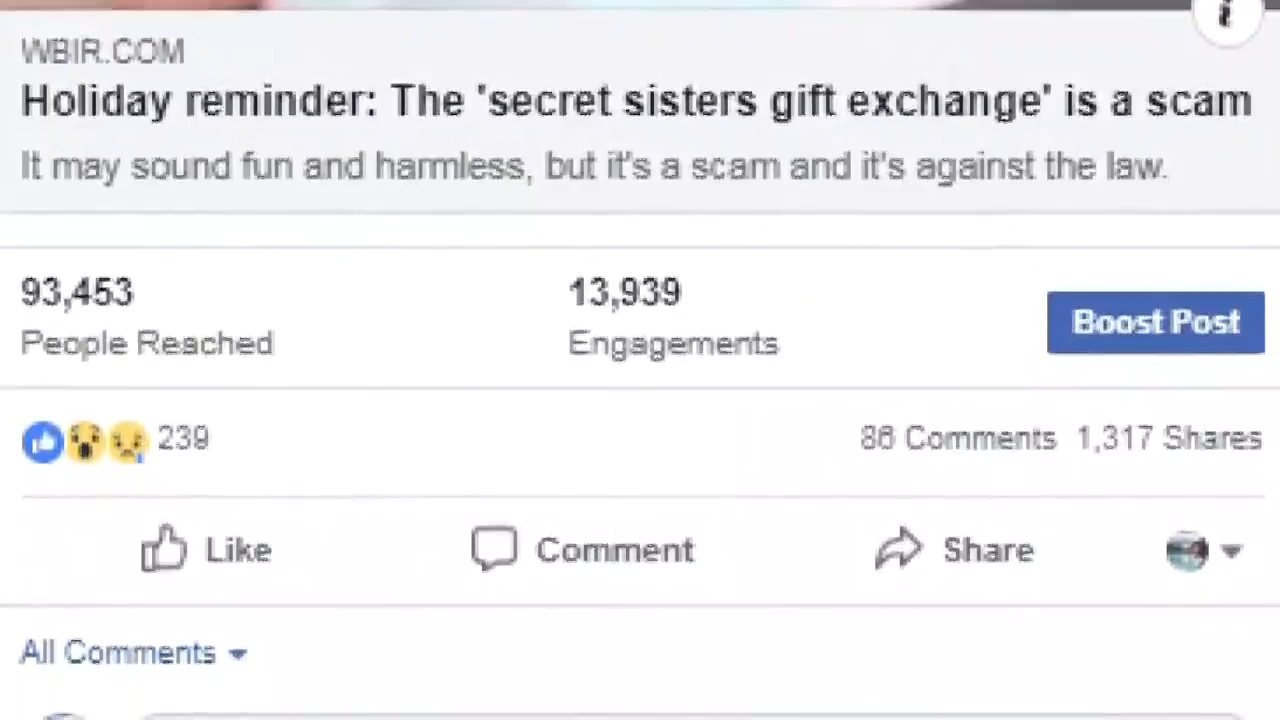 WBIR.COM
Holiday reminder: The 'secret sisters gift exchange' is a scam
It may sound fun and harmless, but it's a scam and it's against the law.
93,453 13,939
People Reached Engagements Boost Post
239 86 Comments 1,317 Shares
Like Comment Share
All Comments